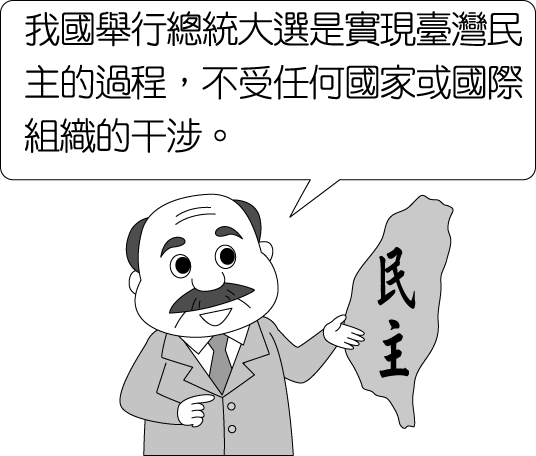 我國舉行總統大選是實現臺灣民
主的過程，不受任何國家或國際
組織的干涉。
民主